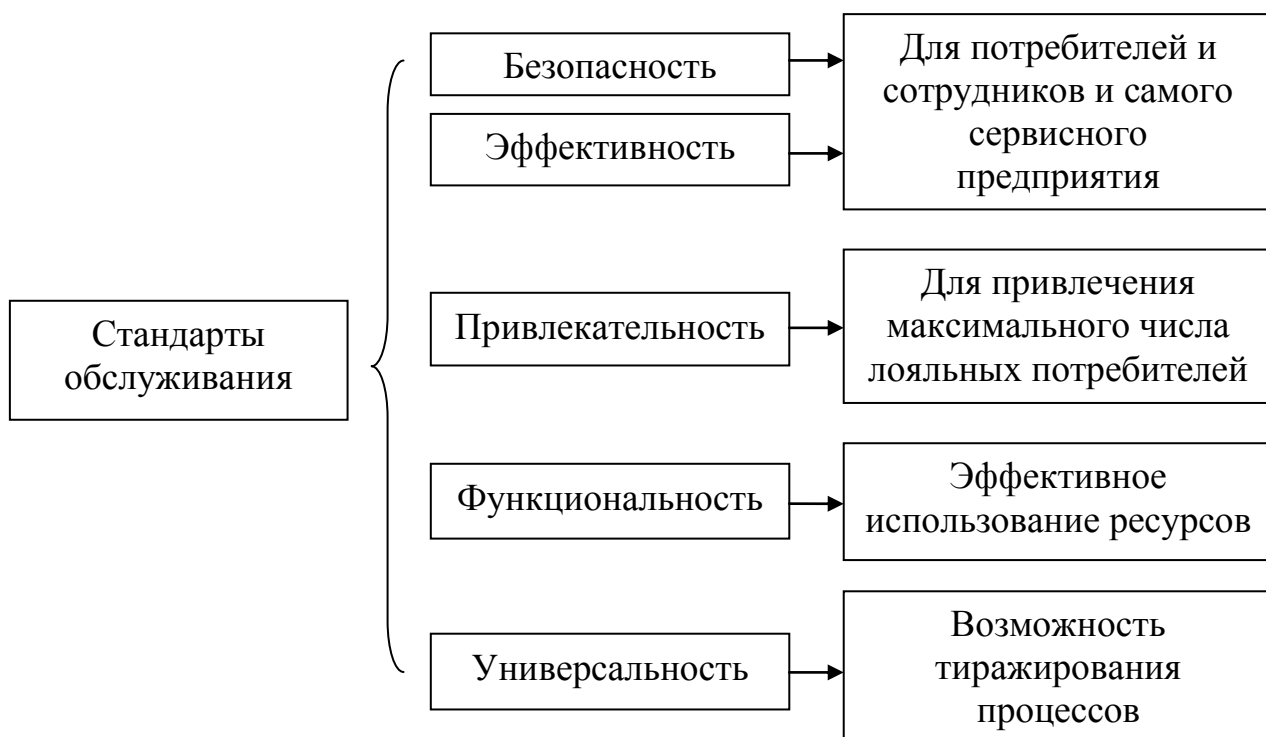 Стандарты
обслуживания
Безопасность
Эффективность
Для потребителей и
сотрудников и самого
сервисного
предприятия
Привлекательность
Для привлечения
максимального числа
лояльных потребителей
Функциональность
Эффективное
использование ресурсов
Универсальность
Возможность
тиражирования
процессов